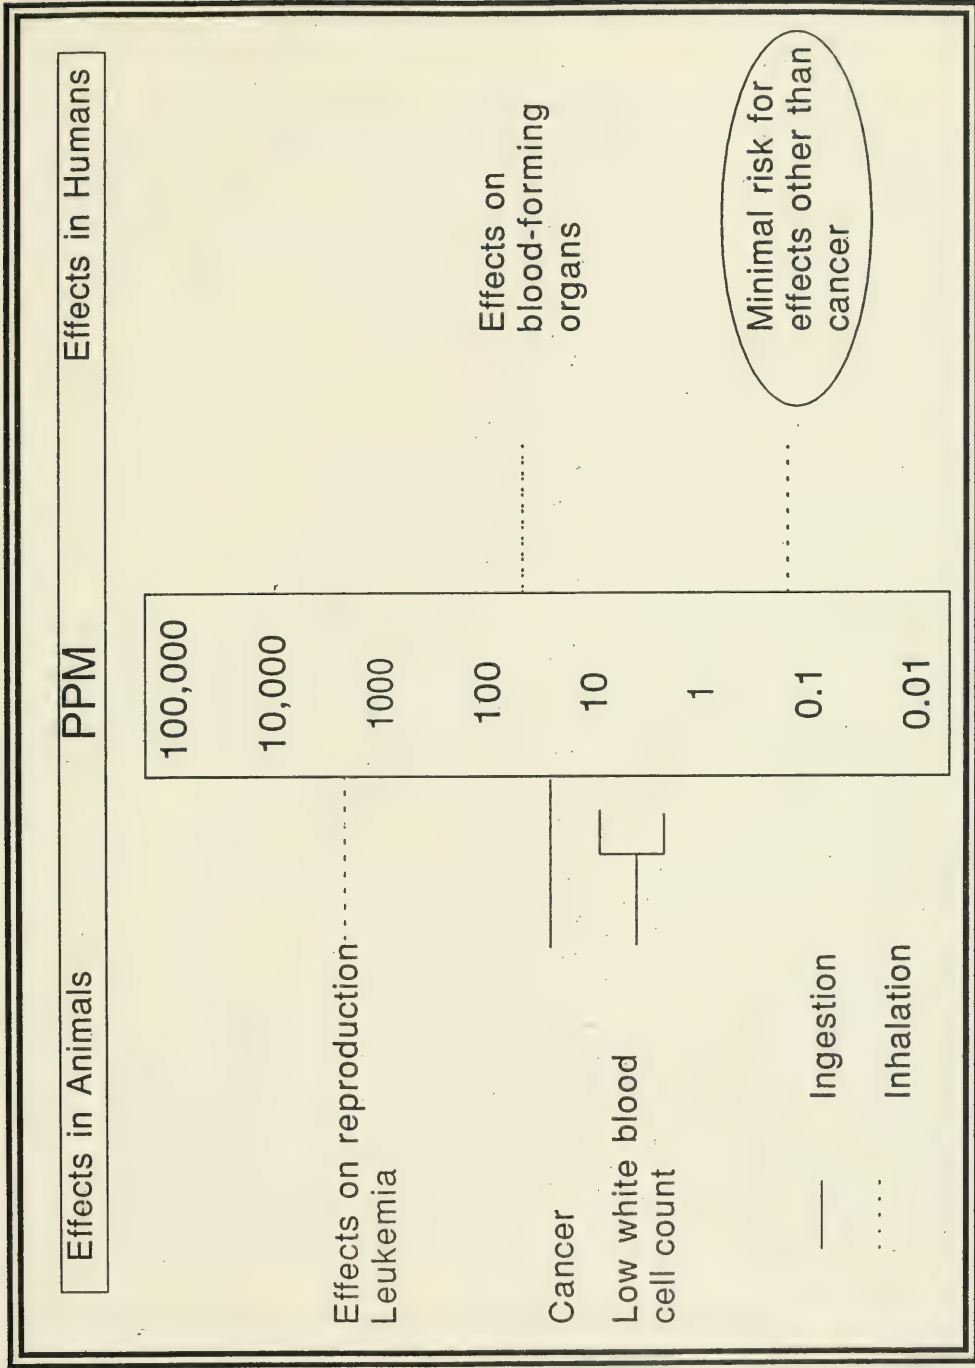 Effects in Animals PPM Effects in Humans
100,000
10,000
Effects on reproduction 1000
Leukemia
100 Effects on
blood-forming
organs
Cancer 10
Low white blood
cell count
1
Minimal risk for
effects other than
cancer
0.1
Ingestion
0.01
Inhalation